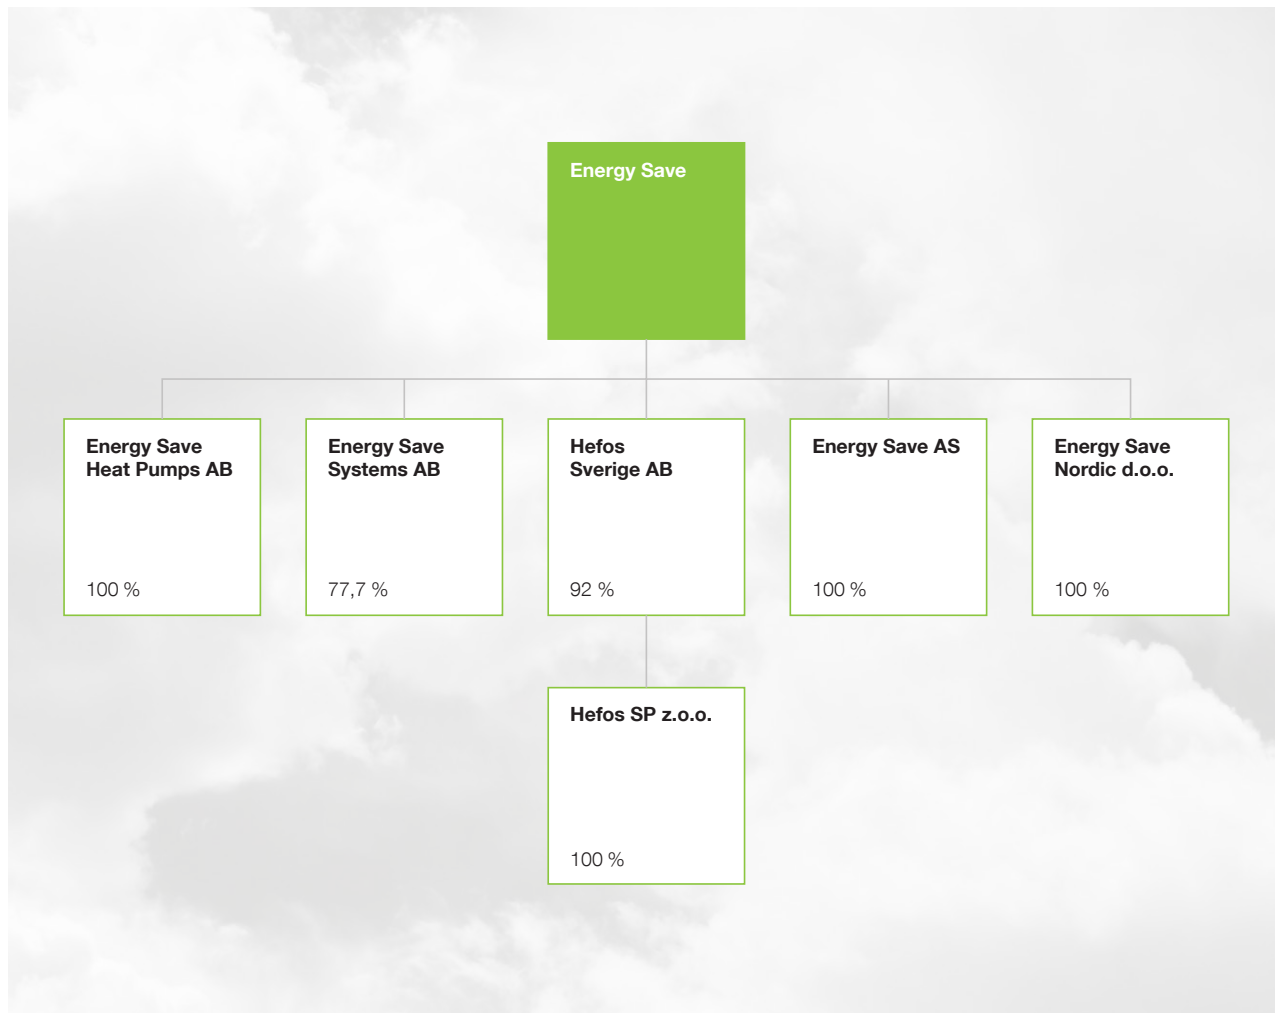 Energy Save
Energy Save
Heat Pumps AB
100 %
Energy Save
Systems AB
77,7 %
Hefos
Sverige AB
92 %
Energy Save AS
100 %
Energy Save
Nordic d.o.o.
100 %
Hefos SP z.o.o.
100 %